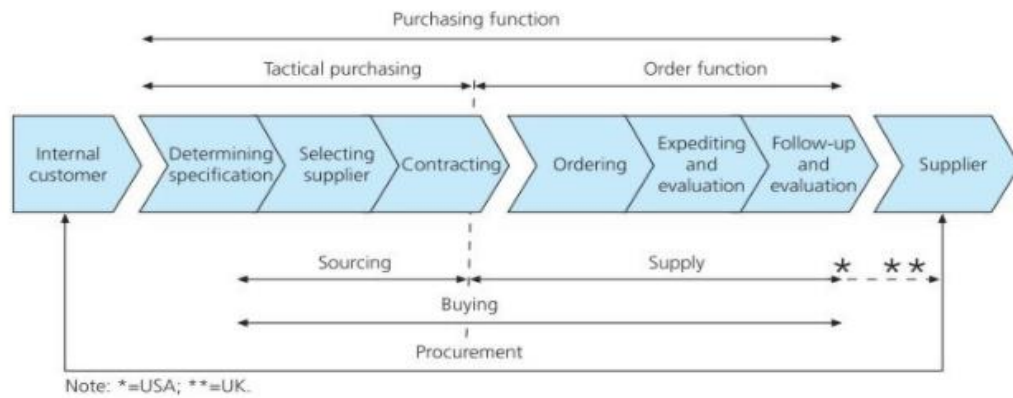 Purchasing function
Tactical purchasing
Order function
Internal
customer
Determining
specification
Selecting
supplier
Contracting
Ordering
Expediting
and
evaluation
Follow-up
and
evaluation
Supplier
Sourcing
Supply
*
**
Buying
Procurement
Note: *=USA; **=UK.